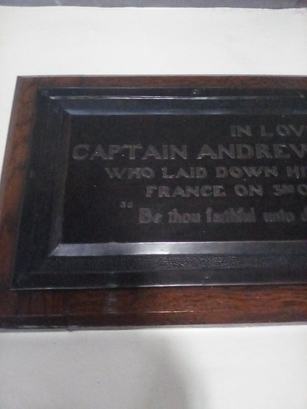 IN LOV
CAPTAIN ANDREW
WHO LAID DOWN HI
FRANCE ON 3RD
"Be thou faithful unto